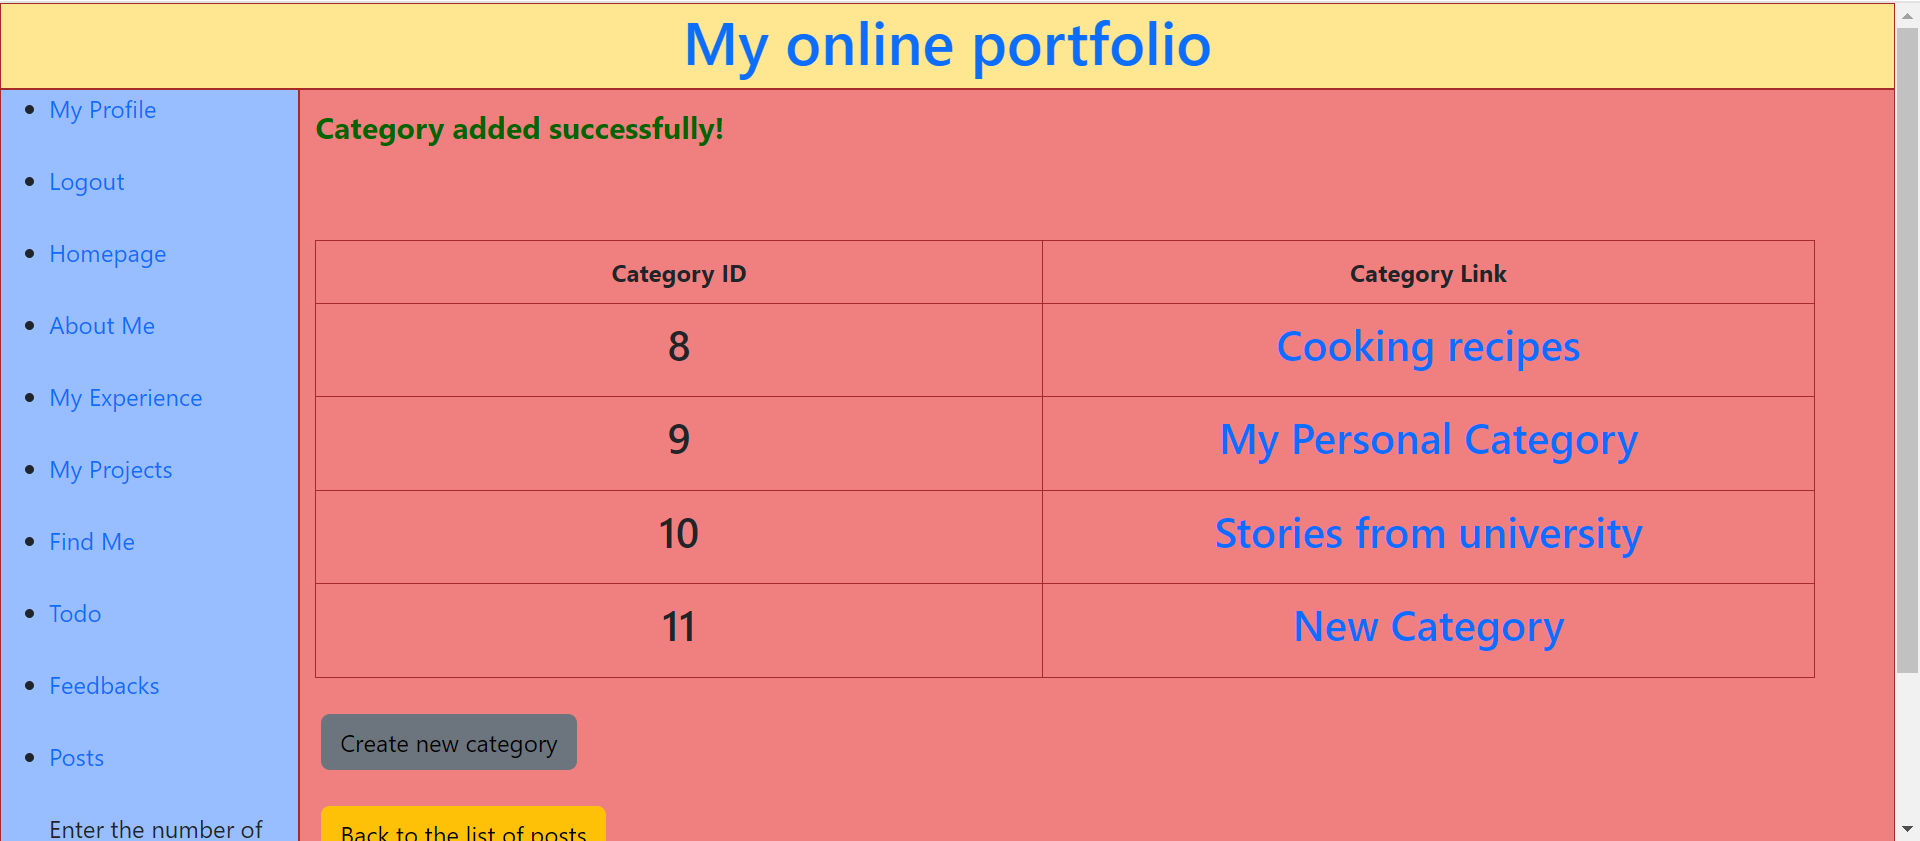 My online portfolio
My Profile
Logout
Homepage
About Me
My Experience
My Projects
Find Me
Todo
Feedbacks
Posts
Enter the number of
Category added successfully!
Category ID Category Link
8 Cooking recipes
9 My Personal Category
10 Stories from university
11 New Category
Create new category
Back to the list of posts